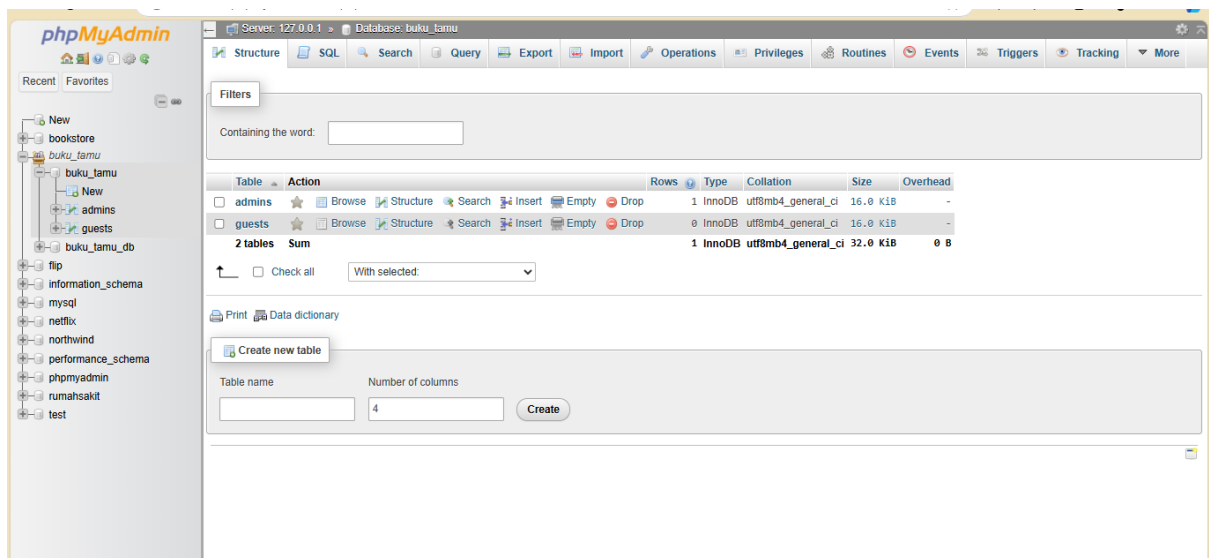 phpMyAdmin
Recent Favorites
New
bookstore
buku_tamu
buku_tamu
New
admins
guests
buku_tamu_db
flip
information_schema
mysql
netflix
northwind
performance_schema
phpmyadmin
rumahsakit
test
Server: 127.0.0.1 » Database: buku_tamu
Structure SQL Search Query Export Import Operations Privileges Routines Events Triggers Tracking More
Filters
Containing the word:
Table Action Rows Type Collation Size Overhead
admins Browse Structure Search Insert Empty Drop 1 InnoDB utf8mb4_general_ci 16.0 KiB -
guests Browse Structure Search Insert Empty Drop 0 InnoDB utf8mb4_general_ci 16.0 KiB -
2 tables Sum 1 InnoDB utf8mb4_general_ci 32.0 KiB 0 B
Check all With selected:
Print Data dictionary
Create new table
Table name Number of columns
4 Create